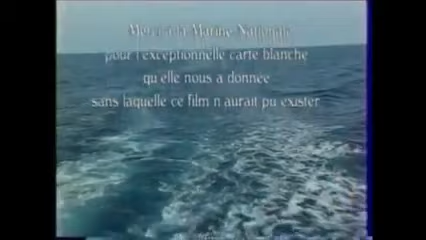 Merci à la Marine Nationale
pour l'exceptionnelle carte blanche
qu'elle nous a donnée
sans laquelle ce film n'aurait pu exister